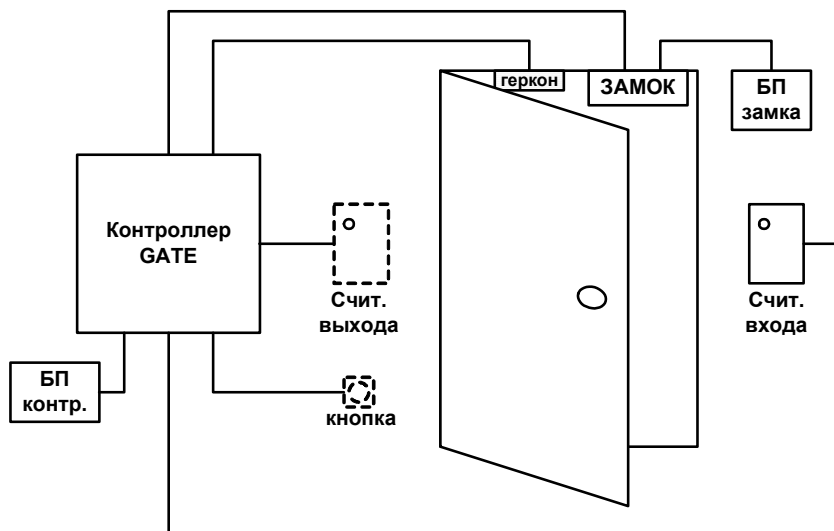 геркон
ЗАМОК
БП
замка
Контроллер
GATE
Счит.
выхода
Счит.
входа
БП
контр.
кнопка